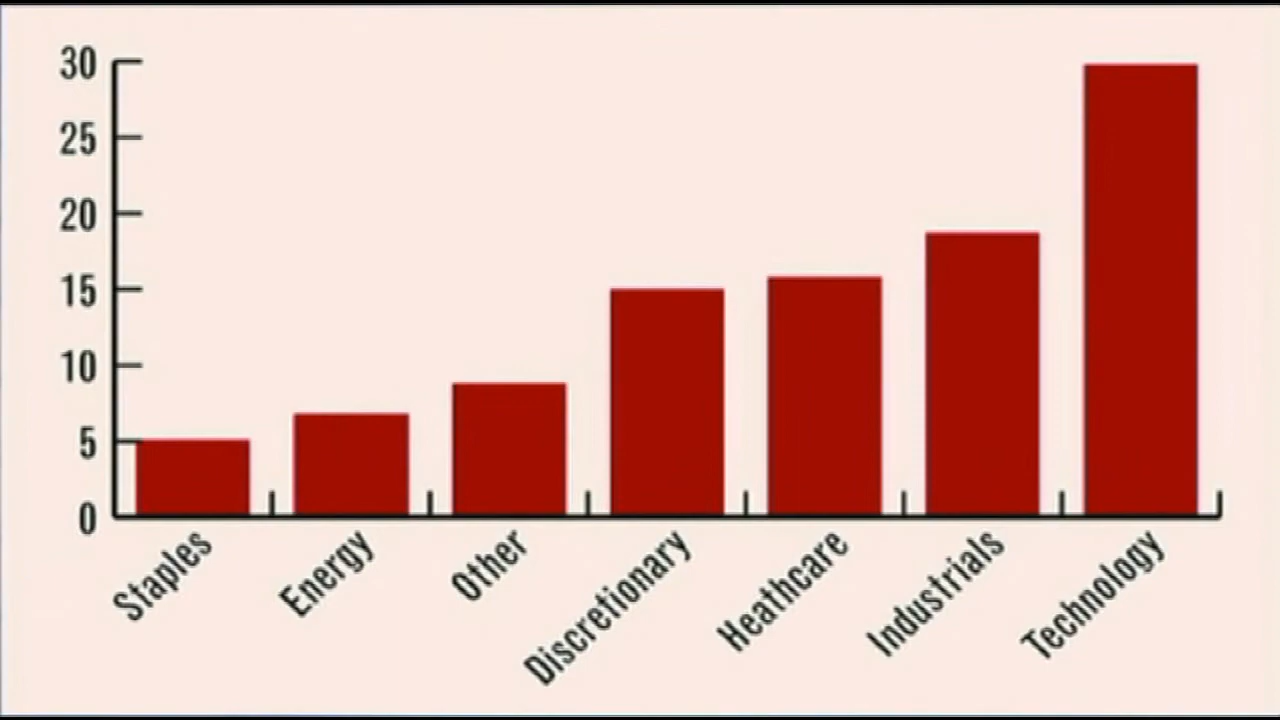 30
25
20
15
10
5
0
Staples
Energy
Other
Discretionary
Heathcare
Industrials
Technology